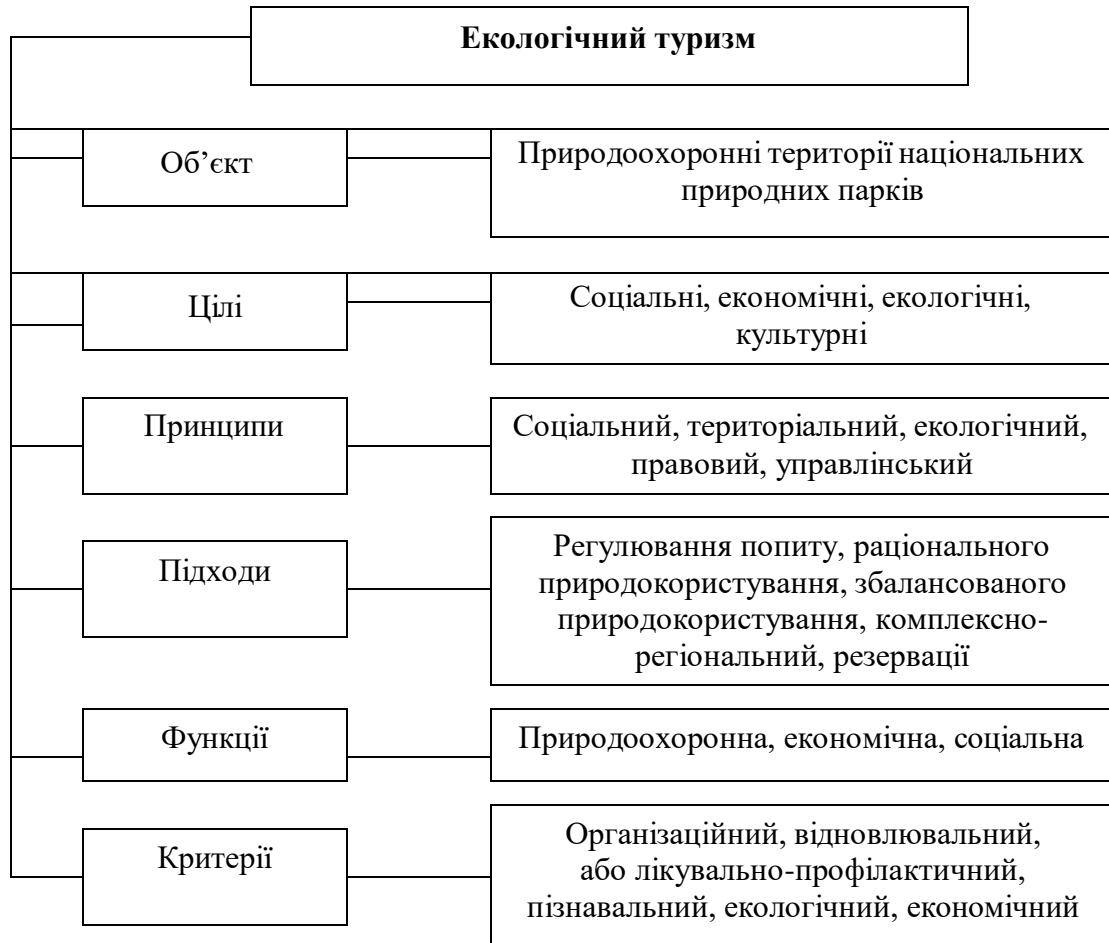 Екологічний туризм
Об’єкт
Природоохоронні території національних
природних парків
Цілі
Соціальні, економічні, екологічні,
культурні
Принципи
Соціальний, територіальний, екологічний,
правовий, управлінський
Підходи
Регулювання попиту, раціонального
природокористування, збалансованого
природокористування, комплексно-
регіональний, резервації
Функції
Природоохоронна, економічна, соціальна
Критерії
Організаційний, відновлювальний,
або лікувально-профілактичний,
пізнавальний, екологічний, економічний